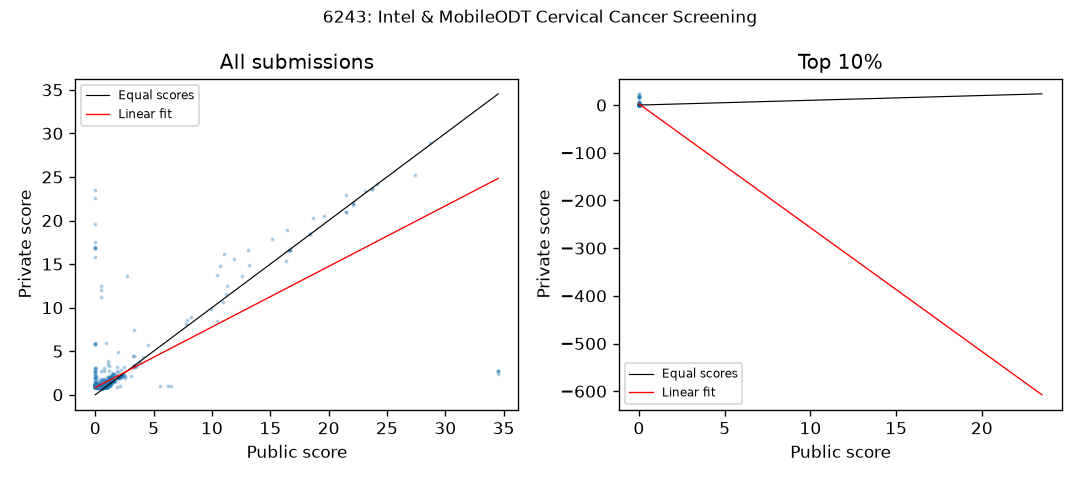 6243: Intel & MobileODT Cervical Cancer Screening
All submissions
Equal scores
Linear fit
35
30
25
20
15
10
5
0
Private score
0 5 10 15 20 25 30 35
Public score
Top 10%
0
−100
−200
−300
−400
−500
−600
Private score
Equal scores
Linear fit
0 5 10 15 20
Public score